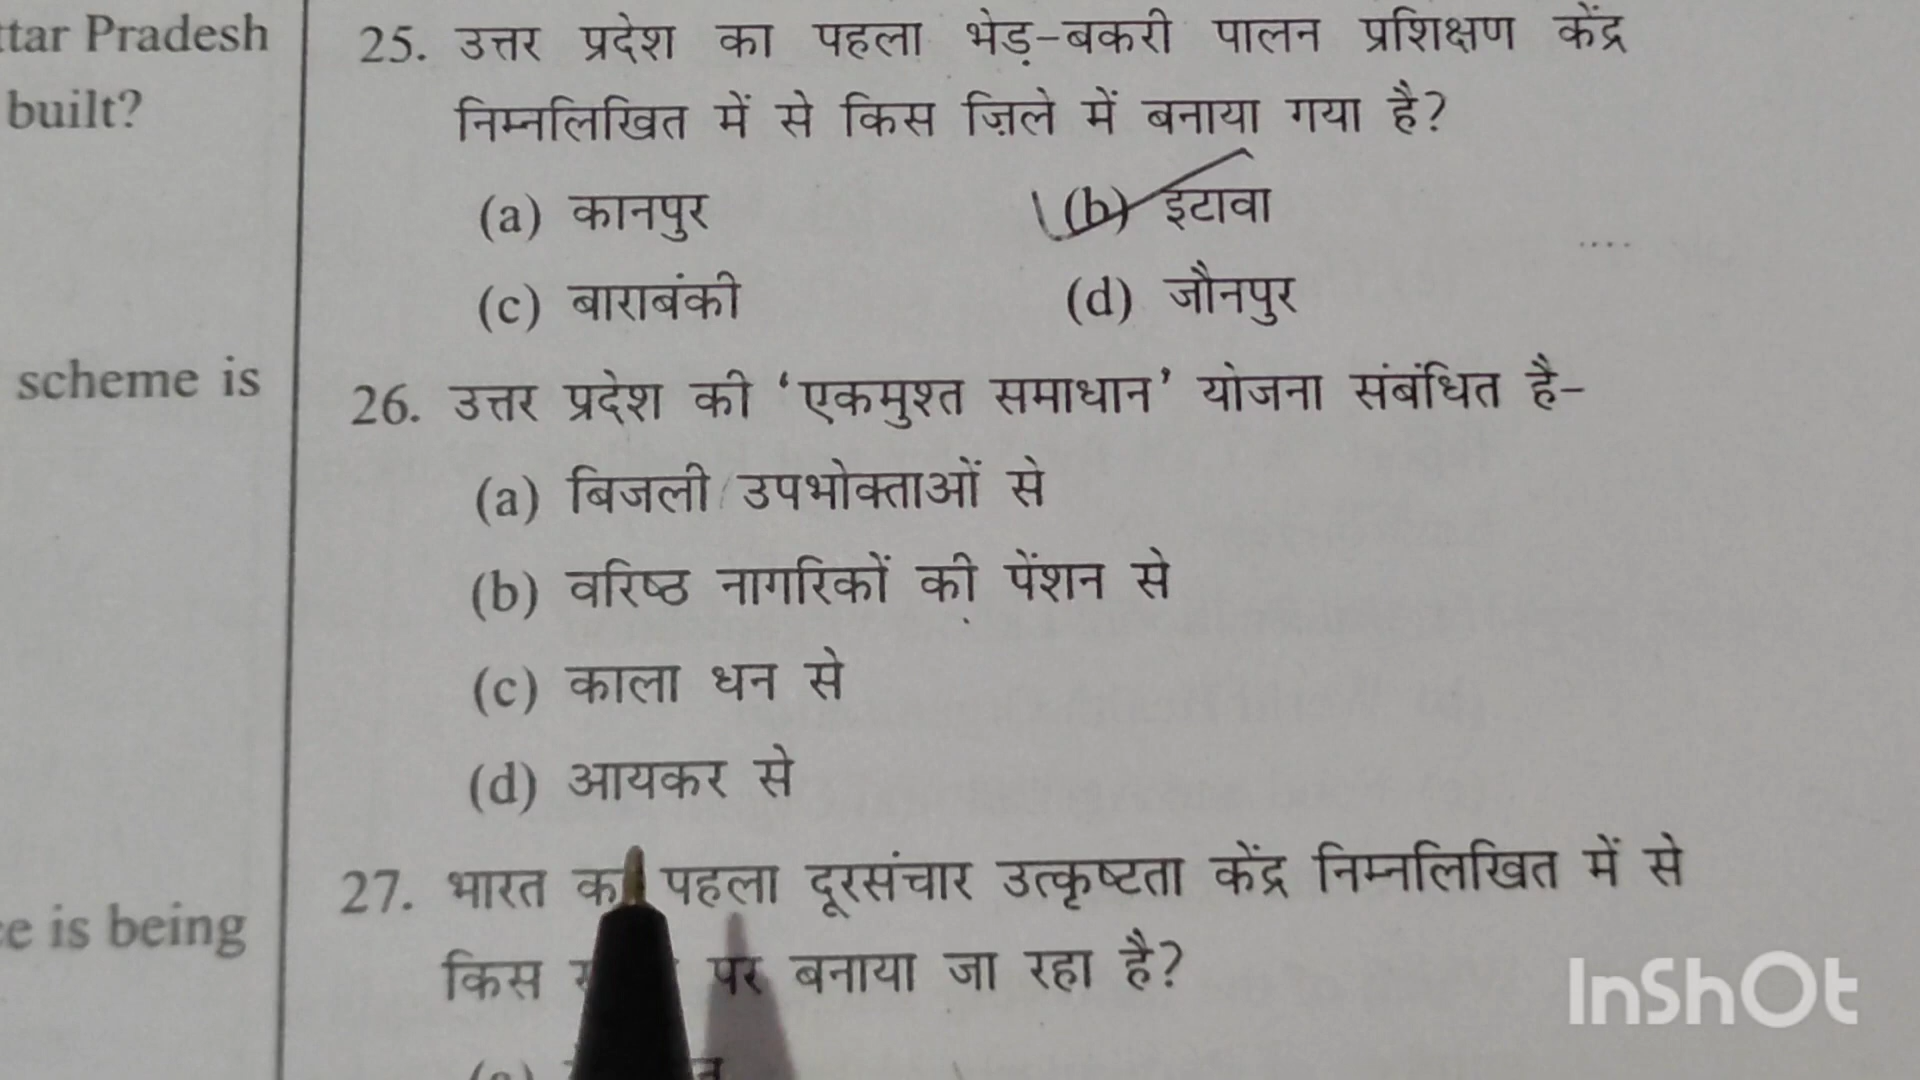 tar Pradesh
built?
scheme is
e is being
25. उत्तर प्रदेश का पहला भेड़-बकरी पालन प्रशिक्षण केंद्र
निम्नलिखित में से किस ज़िले में बनाया गया है?
(a) कानपुर (b) इटावा
(c) बाराबंकी (d) जौनपुर
26. उत्तर प्रदेश की ‘एकमुश्त समाधान’ योजना संबंधित है-
(a) बिजली उपभोक्ताओं से
(b) वरिष्ठ नागरिकों की पेंशन से
(c) काला धन से
(d) आयकर से
27. भारत का पहला दूरसंचार उत्कृष्टता केंद्र निम्नलिखित में से
किस पर बनाया जा रहा है?
InShOt